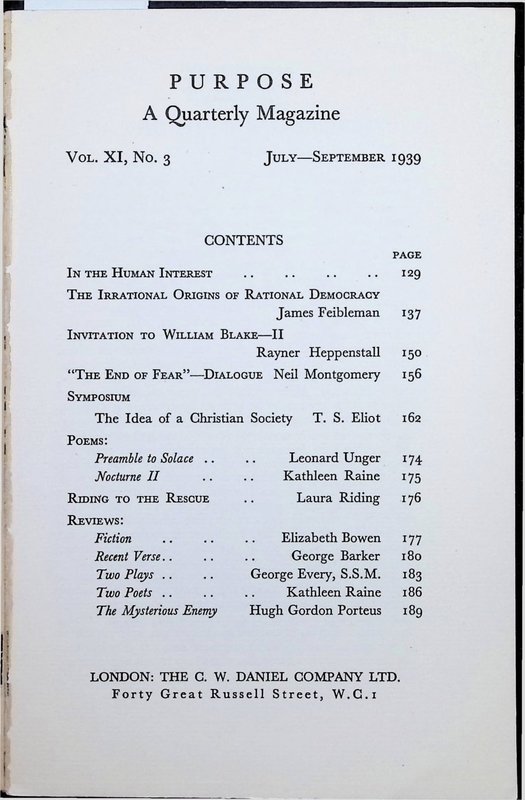 PURPOSE
A Quarterly Magazine
VOL. XI, NO. 3 JULY—SEPTEMBER 1939
CONTENTS
PAGE
IN THE HUMAN INTEREST .. .. .. .. 129
THE IRRATIONAL ORIGINS OF RATIONAL DEMOCRACY
James Feibleman 137
INVITATION TO WILLIAM BLAKE—II
Rayner Heppenstall 150
"THE END OF FEAR"—DIALOGUE Neil Montgomery 156
SYMPOSIUM
The Idea of a Christian Society T. S. Eliot 162
POEMS:
Preamble to Solace .. .. Leonard Unger 174
Nocturne II .. .. Kathleen Raine 175
RIDING TO THE RESCUE .. Laura Riding 176
REVIEWS:
Fiction .. .. .. Elizabeth Bowen 177
Recent Verse.. .. .. George Barker 180
Two Plays .. .. George Every, S.S.M. 183
Two Poets .. .. .. Kathleen Raine 186
The Mysterious Enemy Hugh Gordon Porteus 189
LONDON: THE C. W. DANIEL COMPANY LTD.
Forty Great Russell Street, W.C.1